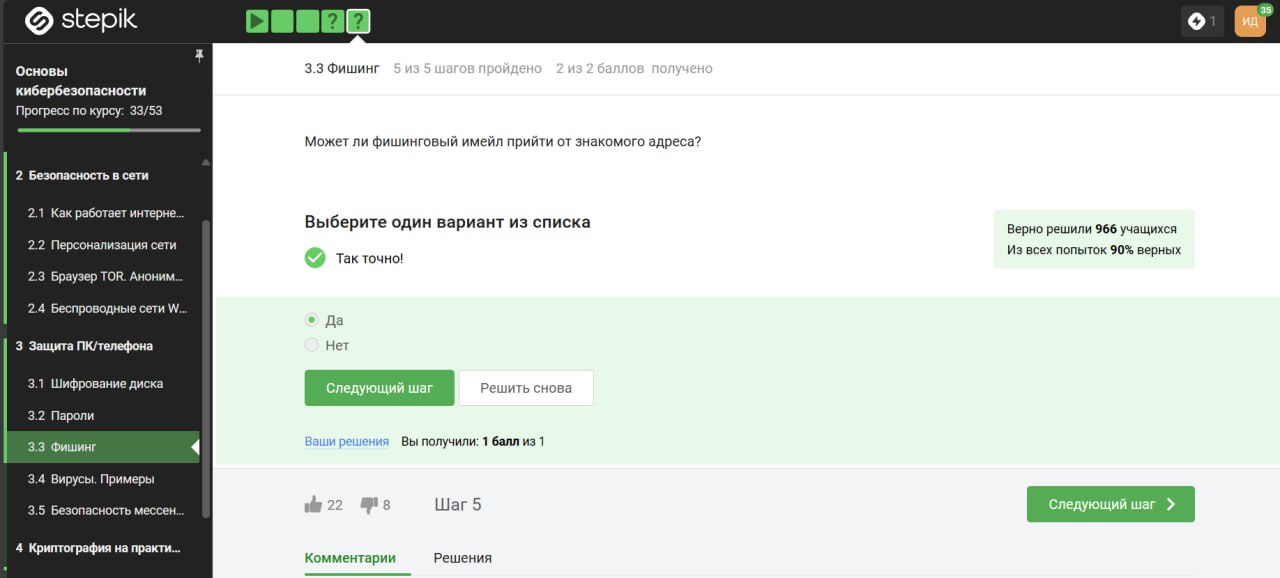 stepik
? ?
1
ИД
35
Основы
кибербезопасности
Прогресс по курсу: 33/53
2 Безопасность в сети
2.1 Как работает интерне...
2.2 Персонализация сети
2.3 Браузер TOR. Аноним...
2.4 Беспроводные сети W...
3 Защита ПК/телефона
3.1 Шифрование диска
3.2 Пароли
3.3 Фишинг
3.4 Вирусы. Примеры
3.5 Безопасность мессен...
4 Криптография на практи...
3.3 Фишинг 5 из 5 шагов пройдено 2 из 2 баллов получено
Может ли фишинговый имейл прийти от знакомого адреса?
Выберите один вариант из списка
Так точно!
Верно решили 966 учащихся
Из всех попыток 90% верных
Да
Нет
Следующий шаг Решить снова
Ваши решения Вы получили: 1 балл из 1
22 8 Шаг 5 Следующий шаг
Комментарии Решения